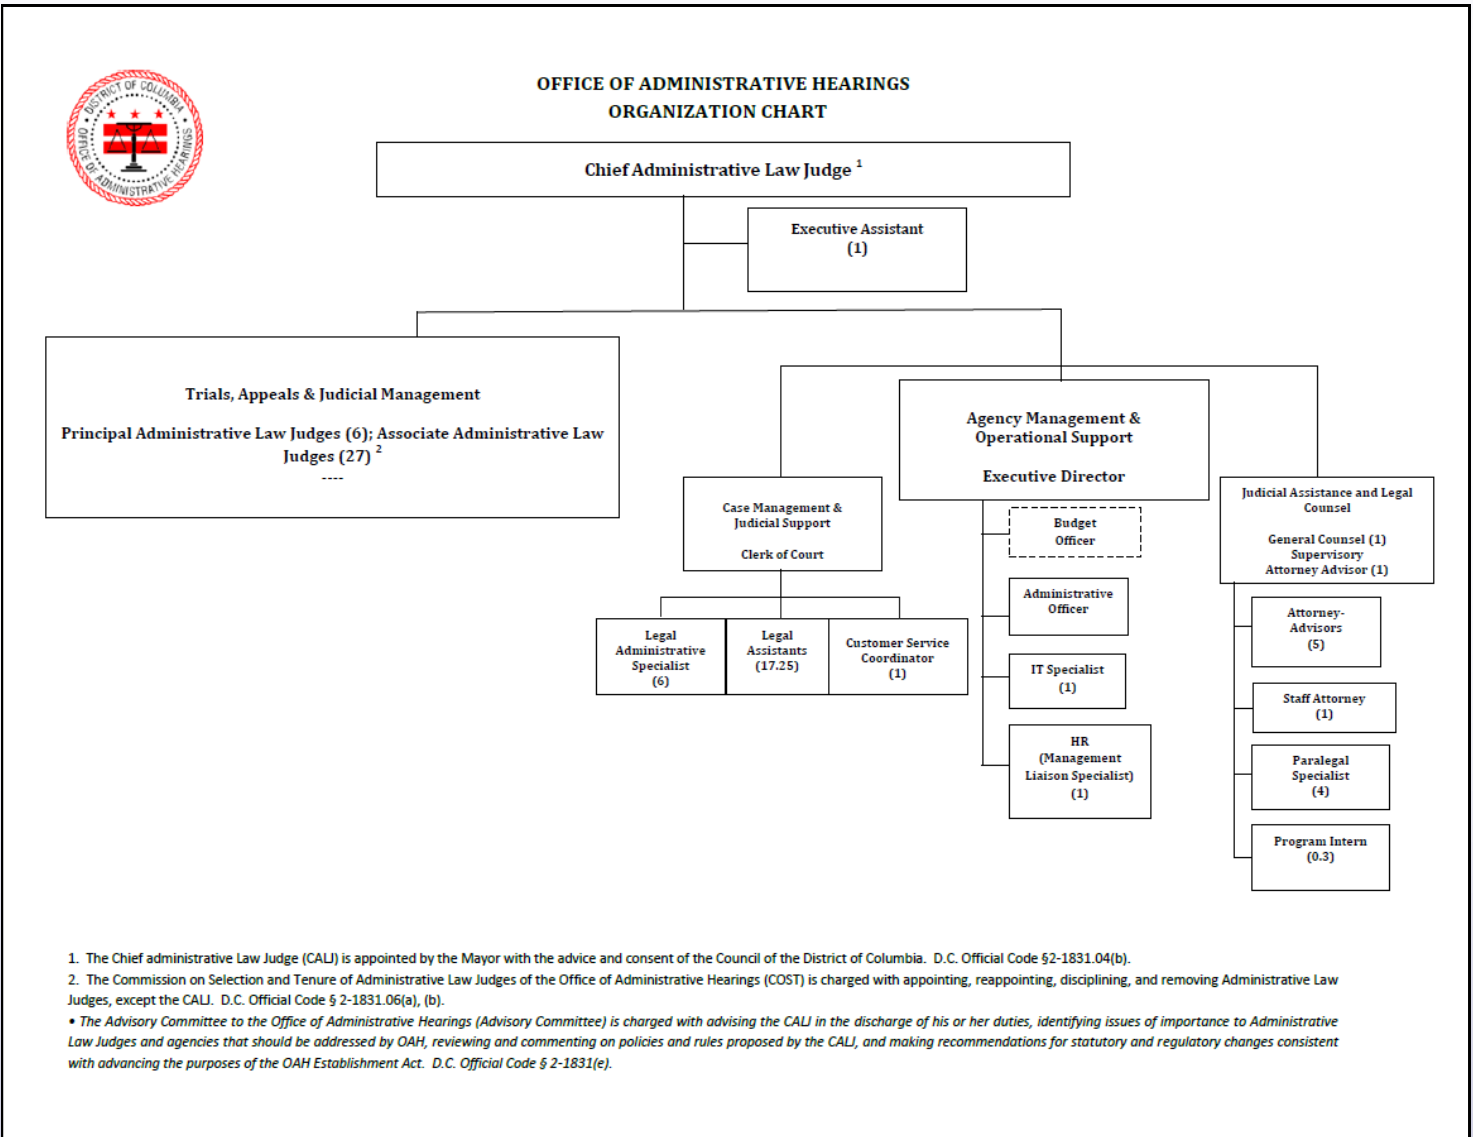 DISTRICT OF COLUMBIA
OFFICE OF ADMINISTRATIVE HEARINGS
OFFICE OF ADMINISTRATIVE HEARINGS
ORGANIZATION CHART
Chief Administrative Law Judge 1
Executive Assistant
(1)
Trials, Appeals & Judicial Management
Principal Administrative Law Judges (6); Associate Administrative Law
Judges (27) 2
----
Agency Management &
Operational Support
Executive Director
Case Management &
Judicial Support
Clerk of Court
Legal
Administrative
Specialist
(6)
Legal
Assistants
(17.25)
Customer Service
Coordinator
(1)
Budget
Officer
Administrative
Officer
IT Specialist
(1)
HR
(Management
Liaison Specialist)
(1)
Judicial Assistance and Legal
Counsel
General Counsel (1)
Supervisory
Attorney Advisor (1)
Attorney-
Advisors
(5)
Staff Attorney
(1)
Paralegal
Specialist
(4)
Program Intern
(0.3)
1. The Chief administrative Law Judge (CALJ) is appointed by the Mayor with the advice and consent of the Council of the District of Columbia. D.C. Official Code §2-1831.04(b).
2. The Commission on Selection and Tenure of Administrative Law Judges of the Office of Administrative Hearings (COST) is charged with appointing, reappointing, disciplining, and removing Administrative Law
Judges, except the CALJ. D.C. Official Code § 2-1831.06(a), (b).
• The Advisory Committee to the Office of Administrative Hearings (Advisory Committee) is charged with advising the CALJ in the discharge of his or her duties, identifying issues of importance to Administrative
Law Judges and agencies that should be addressed by OAH, reviewing and commenting on policies and rules proposed by the CALJ, and making recommendations for statutory and regulatory changes consistent
with advancing the purposes of the OAH Establishment Act. D.C. Official Code § 2-1831(e).